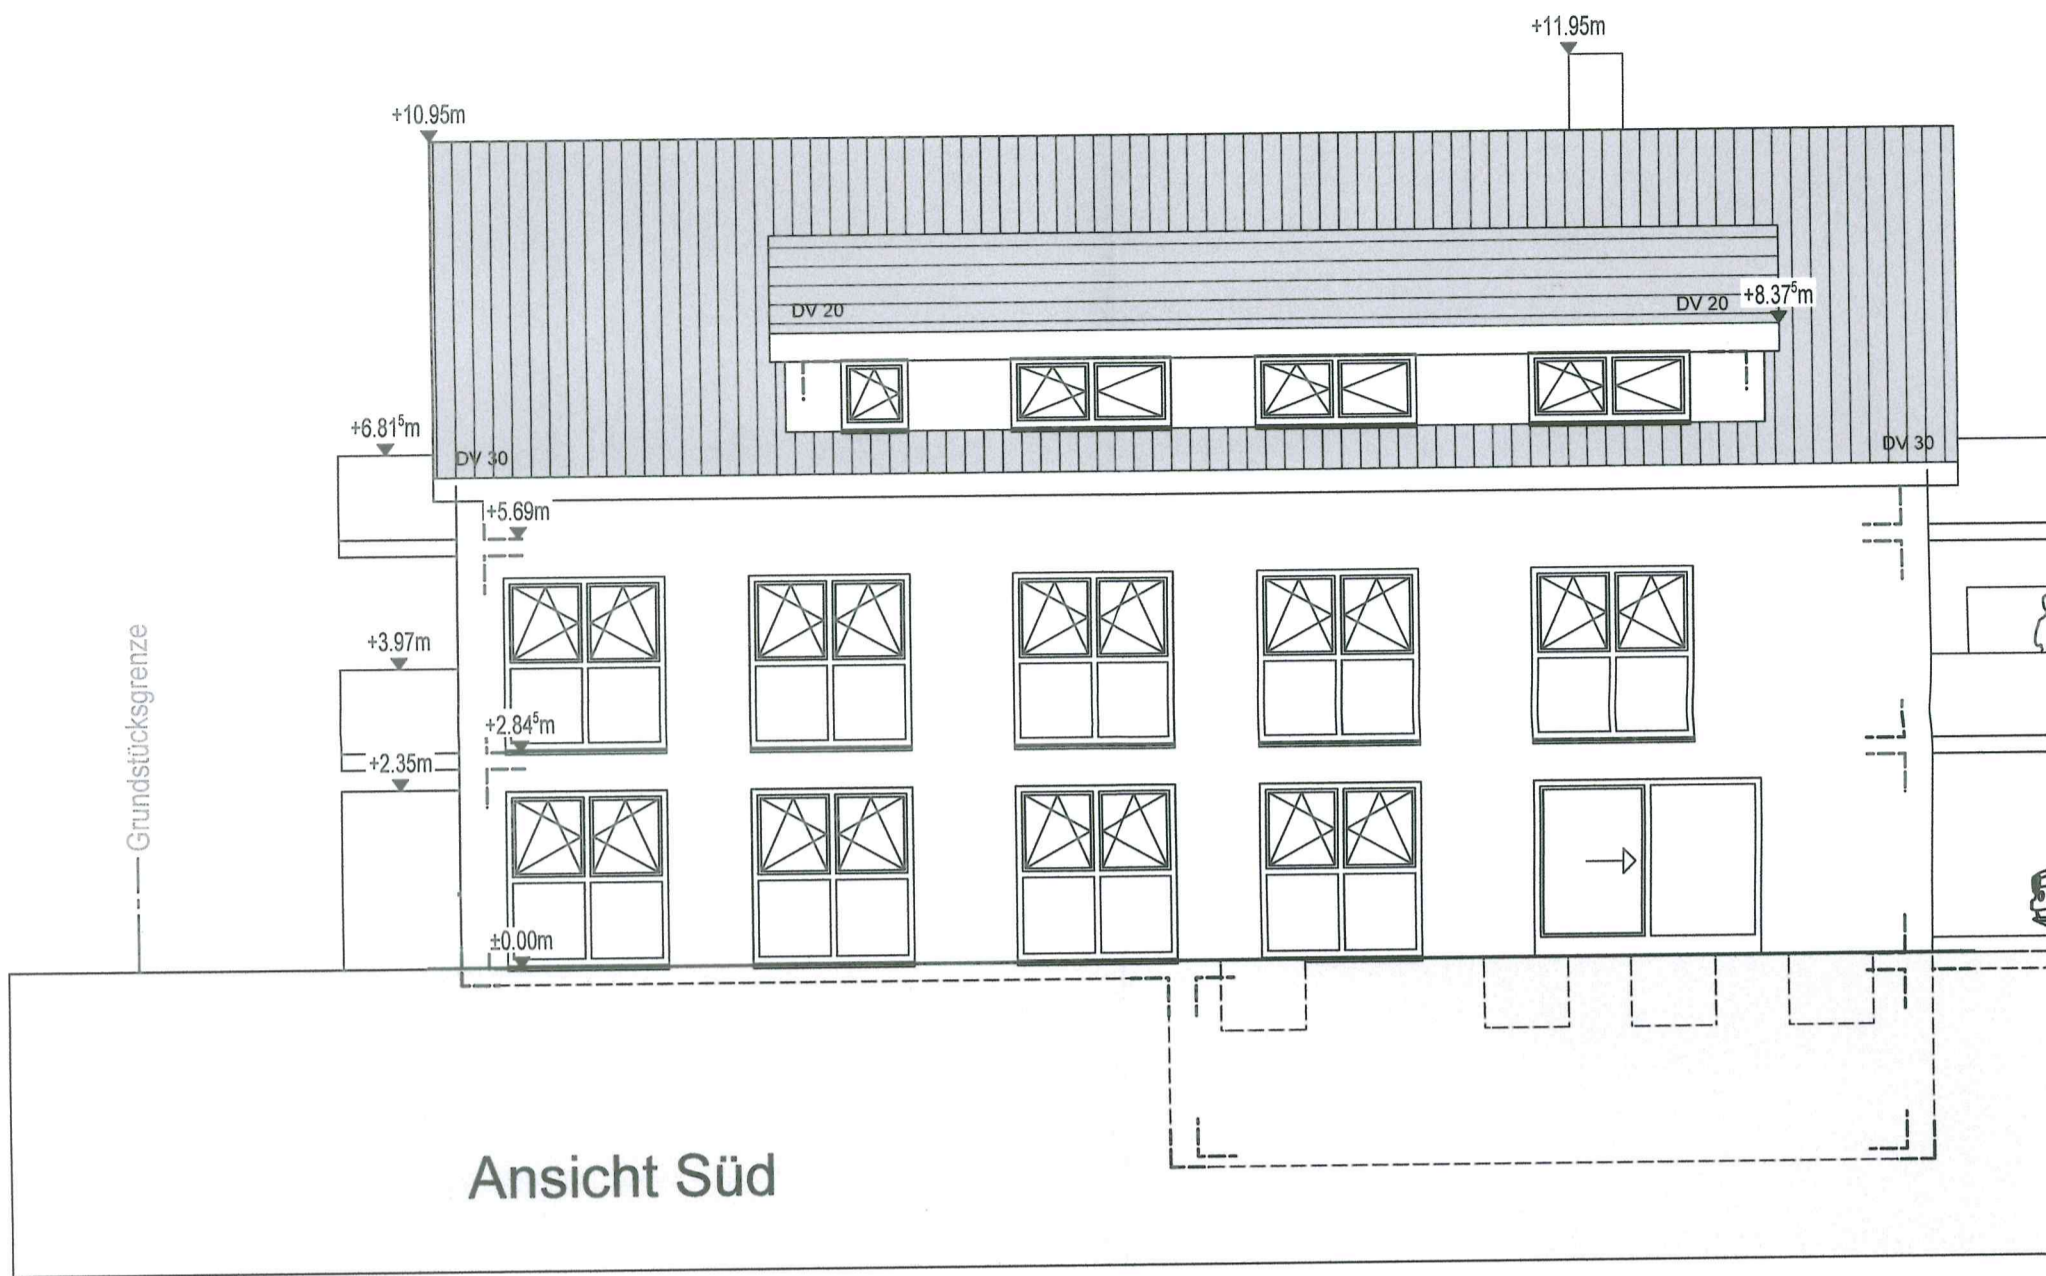 +11.95m
+10.95m
DV 20
DV 20
+8.37⁵m
+6.81⁵m
DV 30
DV 30
+5.69m
+3.97m
Grundstücksgrenze
+2.84⁵m
+2.35m
±0.00m
Ansicht Süd